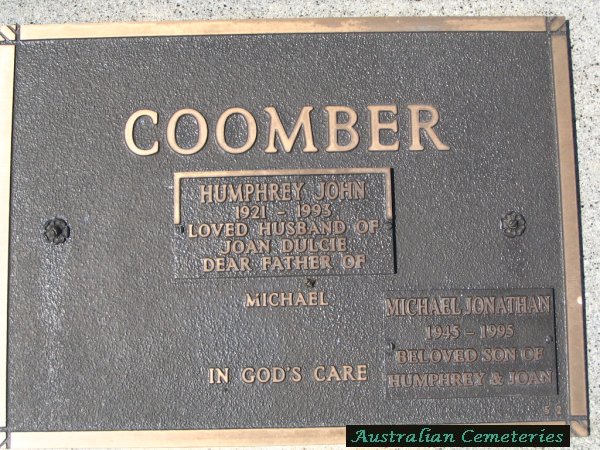 COOMBER
HUMPHREY JOHN
1921 – 1993
LOVED HUSBAND OF
JOAN DULCIE
DEAR FATHER OF
MICHAEL
IN GOD'S CARE
MICHAEL JONATHAN
1945 – 1995
BELOVED SON OF
HUMPHREY & JOAN
Australian Cemeteries